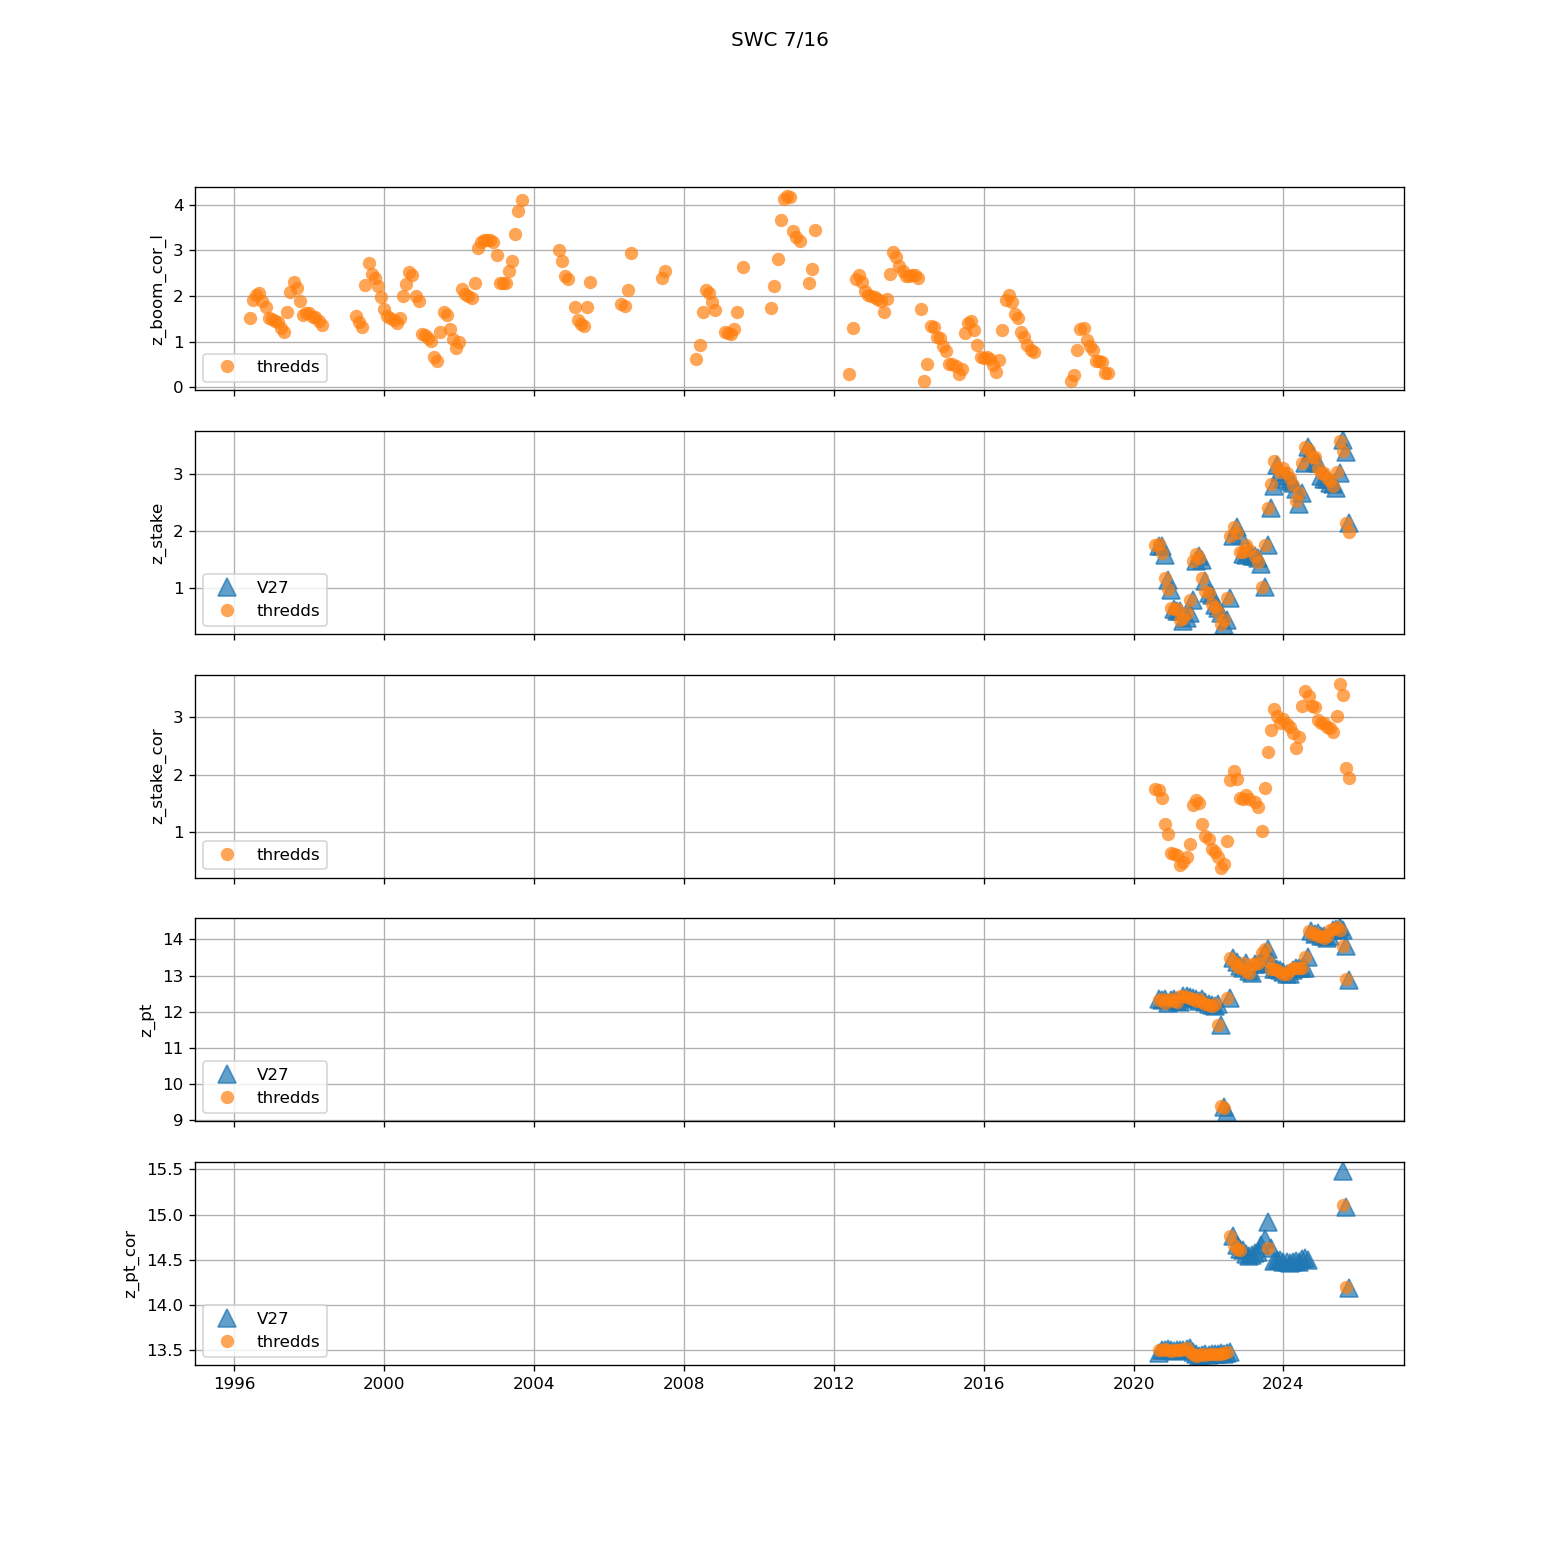 SWC 7/16
z_boom_cor_l
4
3
2
1
0
thredds
z_stake
3
2
1
V27
thredds
z_stake_cor
3
2
1
thredds
z_pt
14
13
12
11
10
9
V27
thredds
z_pt_cor
15.5
15.0
14.5
14.0
13.5
V27
thredds
1996 2000 2004 2008 2012 2016 2020 2024